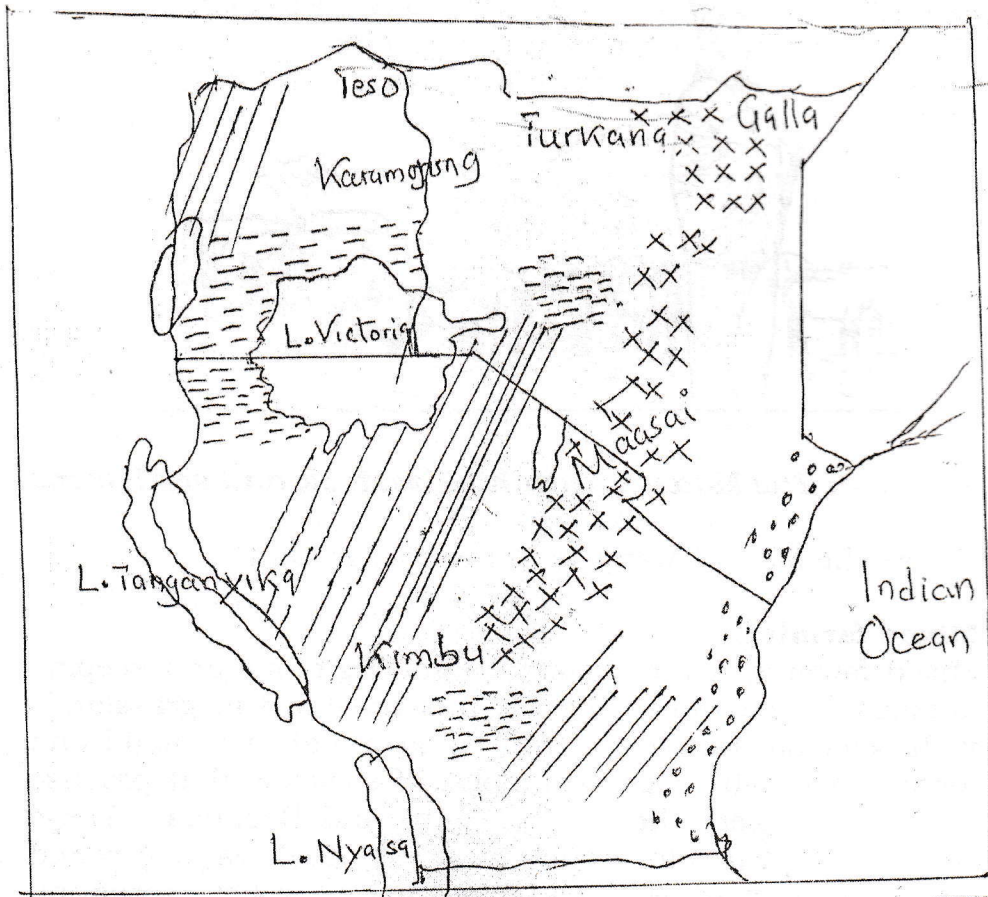 Teso
Turkana
Galla
Karamojong
L. Victoria
Maasai
L. Tanganyika
Indian
Ocean
Kimbu
L. Nyasa